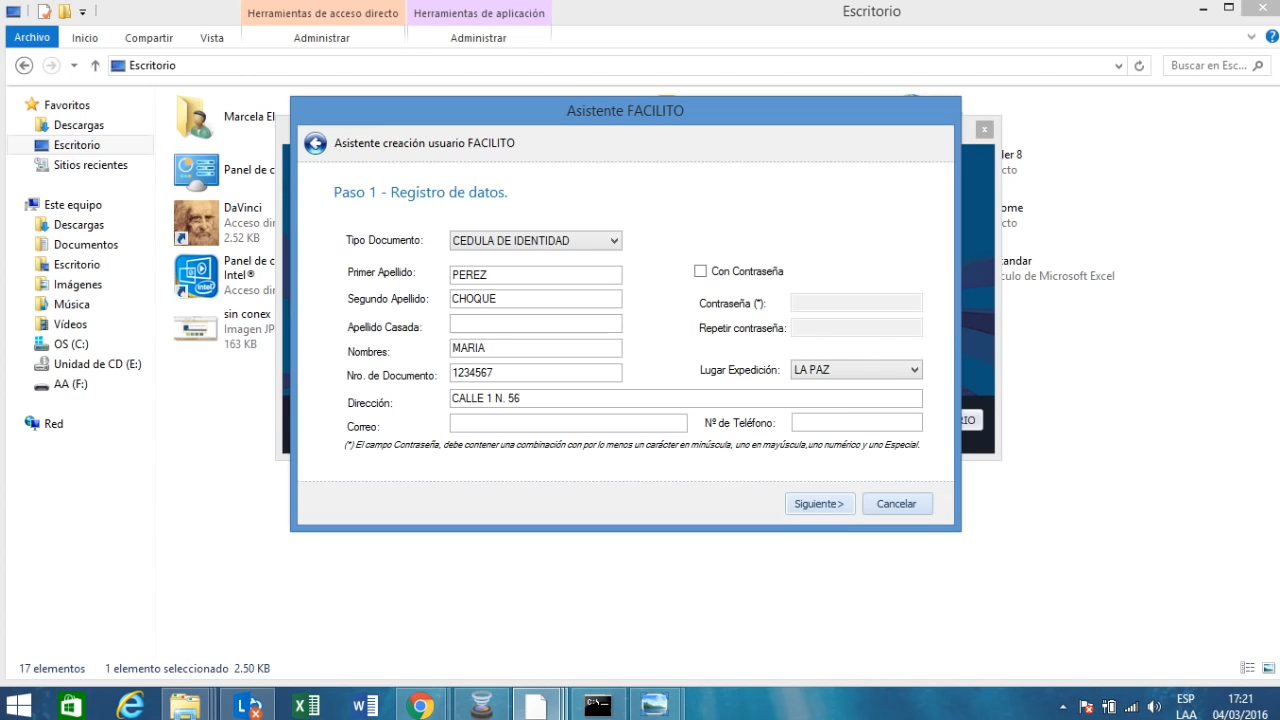 Herramientas de acceso directo Herramientas de aplicación Escritorio
Archivo Inicio Compartir Vista Administrar Administrar
Escritorio Buscar en Esc...
Favoritos
Descargas
Escritorio
Sitios recientes
Este equipo
Descargas
Documentos
Escritorio
Imágenes
Música
Vídeos
OS (C:)
Unidad de CD (E:)
AA (F:)
Red
Marcela El
Panel de c
DaVinci
Acceso dir
2.52 KB
Panel de c
Intel®
Acceso dir
sin conex
Imagen JP
163 KB
Asistente FACILITO
Asistente creación usuario FACILITO
Paso 1 - Registro de datos.
Tipo Documento: CEDULA DE IDENTIDAD
Primer Apellido: PEREZ
Con Contraseña
Segundo Apellido: CHOQUE
Contraseña (*):
Apellido Casada:
Repetir contraseña:
Nombres: MARIA
Nro. de Documento: 1234567
Lugar Expedición: LA PAZ
Dirección: CALLE 1 N. 56
Correo: Nº de Teléfono:
(*) El campo Contraseña, debe contener una combinación con por lo menos un carácter en minúscula, uno en mayúscula,uno numérico y uno Especial.
Siguiente> Cancelar
x
ler 8
cto
ome
cto
andar
culo de Microsoft Excel
IO
17 elementos 1 elemento seleccionado 2.50 KB
ESP 17:21
LAA 04/03/2016